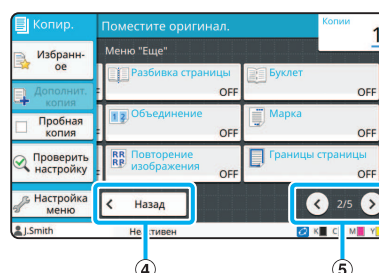 Копир.
Поместите оригинал.
Копии
1
Меню "Еще"
Избранн-
ое
Дополнит.
копия
Пробная
копия
Проверить
настройку
Настройка
меню
Разбивка страницы
OFF
Буклет
OFF
Объединение
OFF
Марка
OFF
Повторение
изображения
OFF
Границы страницы
OFF
Назад
2/5
J.Smith
Неактивен
K C M Y
4
5